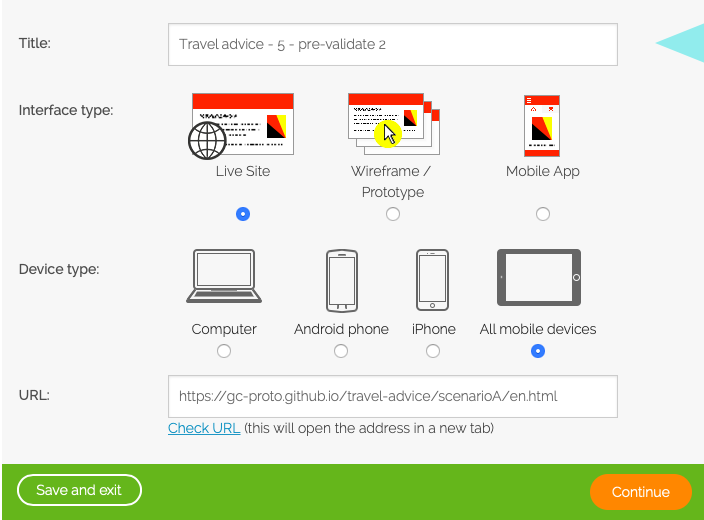 Title:
Travel advice - 5 - pre-validate 2
Interface type:
Live Site
Wireframe /
Prototype
Mobile App
Device type:
Computer
Android phone
iPhone
All mobile devices
URL:
https://gc-proto.github.io/travel-advice/scenarioA/en.html
Check URL (this will open the address in a new tab)
Save and exit
Continue